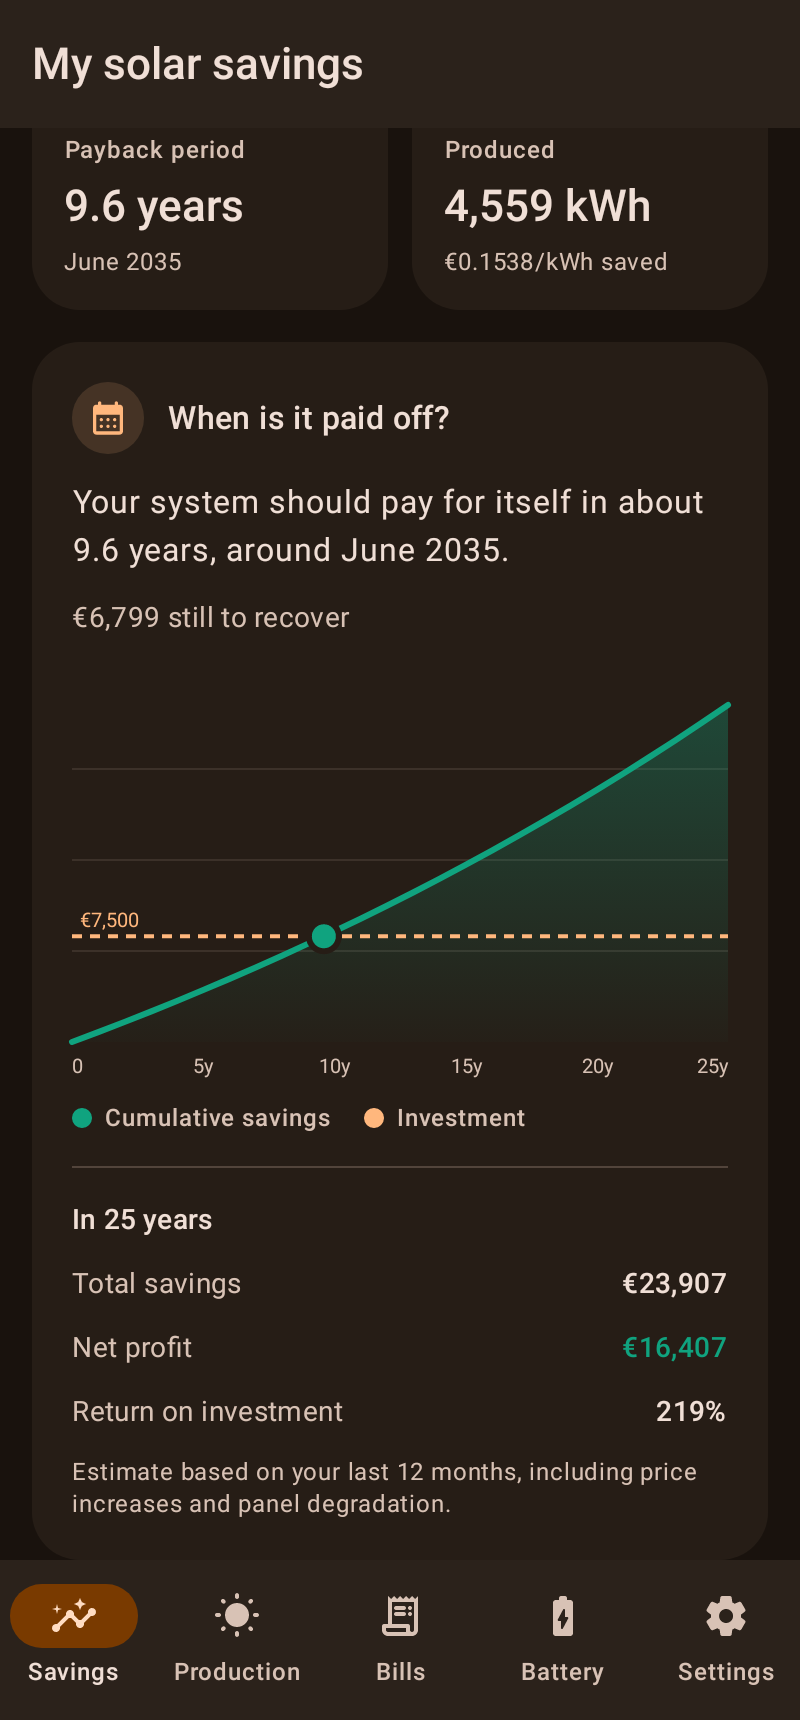 My solar savings
Payback period
9.6 years
June 2035
Produced
4,559 kWh
€0.1538/kWh saved
When is it paid off?
Your system should pay for itself in about
9.6 years, around June 2035.
€6,799 still to recover
€7,500
0 5y 10y 15y 20y 25y
Cumulative savings Investment
In 25 years
Total savings €23,907
Net profit €16,407
Return on investment 219%
Estimate based on your last 12 months, including price
increases and panel degradation.
Savings Production Bills Battery Settings